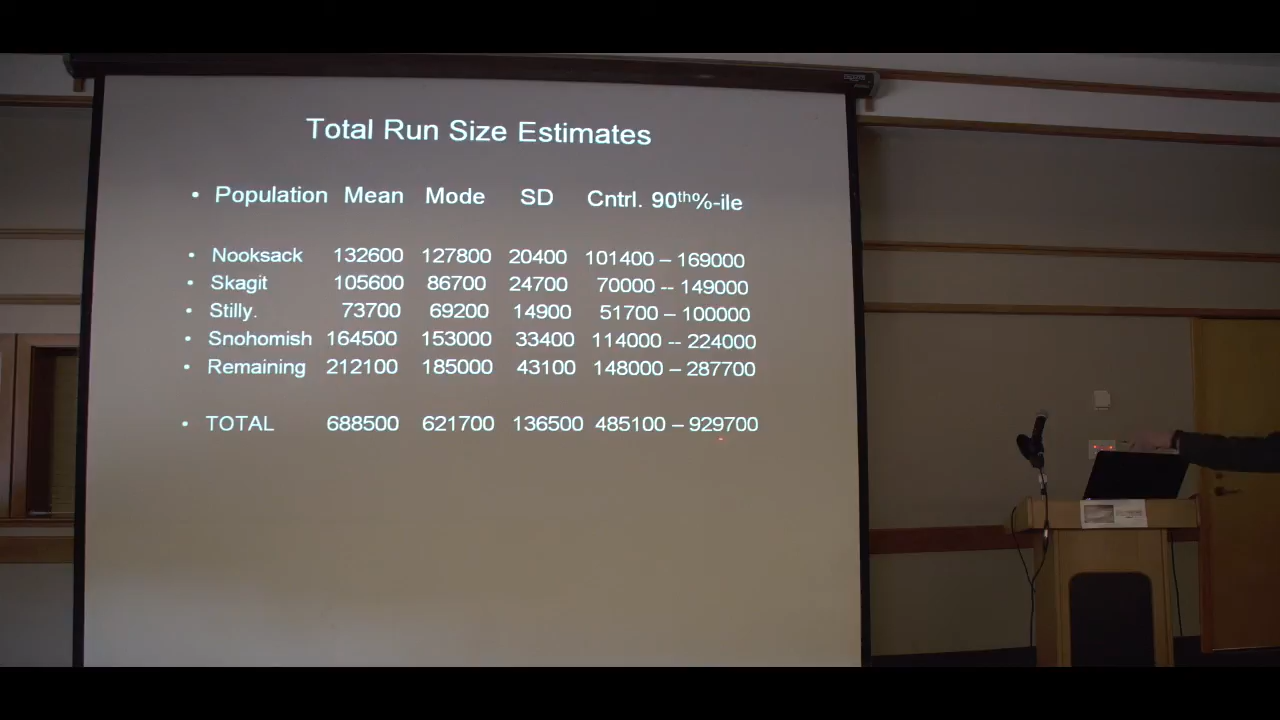 Total Run Size Estimates
• Population Mean Mode SD Cntrl. 90th%-ile
• Nooksack 132600 127800 20400 101400 – 169000
• Skagit 105600 86700 24700 70000 -- 149000
• Stilly. 73700 69200 14900 51700 – 100000
• Snohomish 164500 153000 33400 114000 -- 224000
• Remaining 212100 185000 43100 148000 – 287700
• TOTAL 688500 621700 136500 485100 – 929700